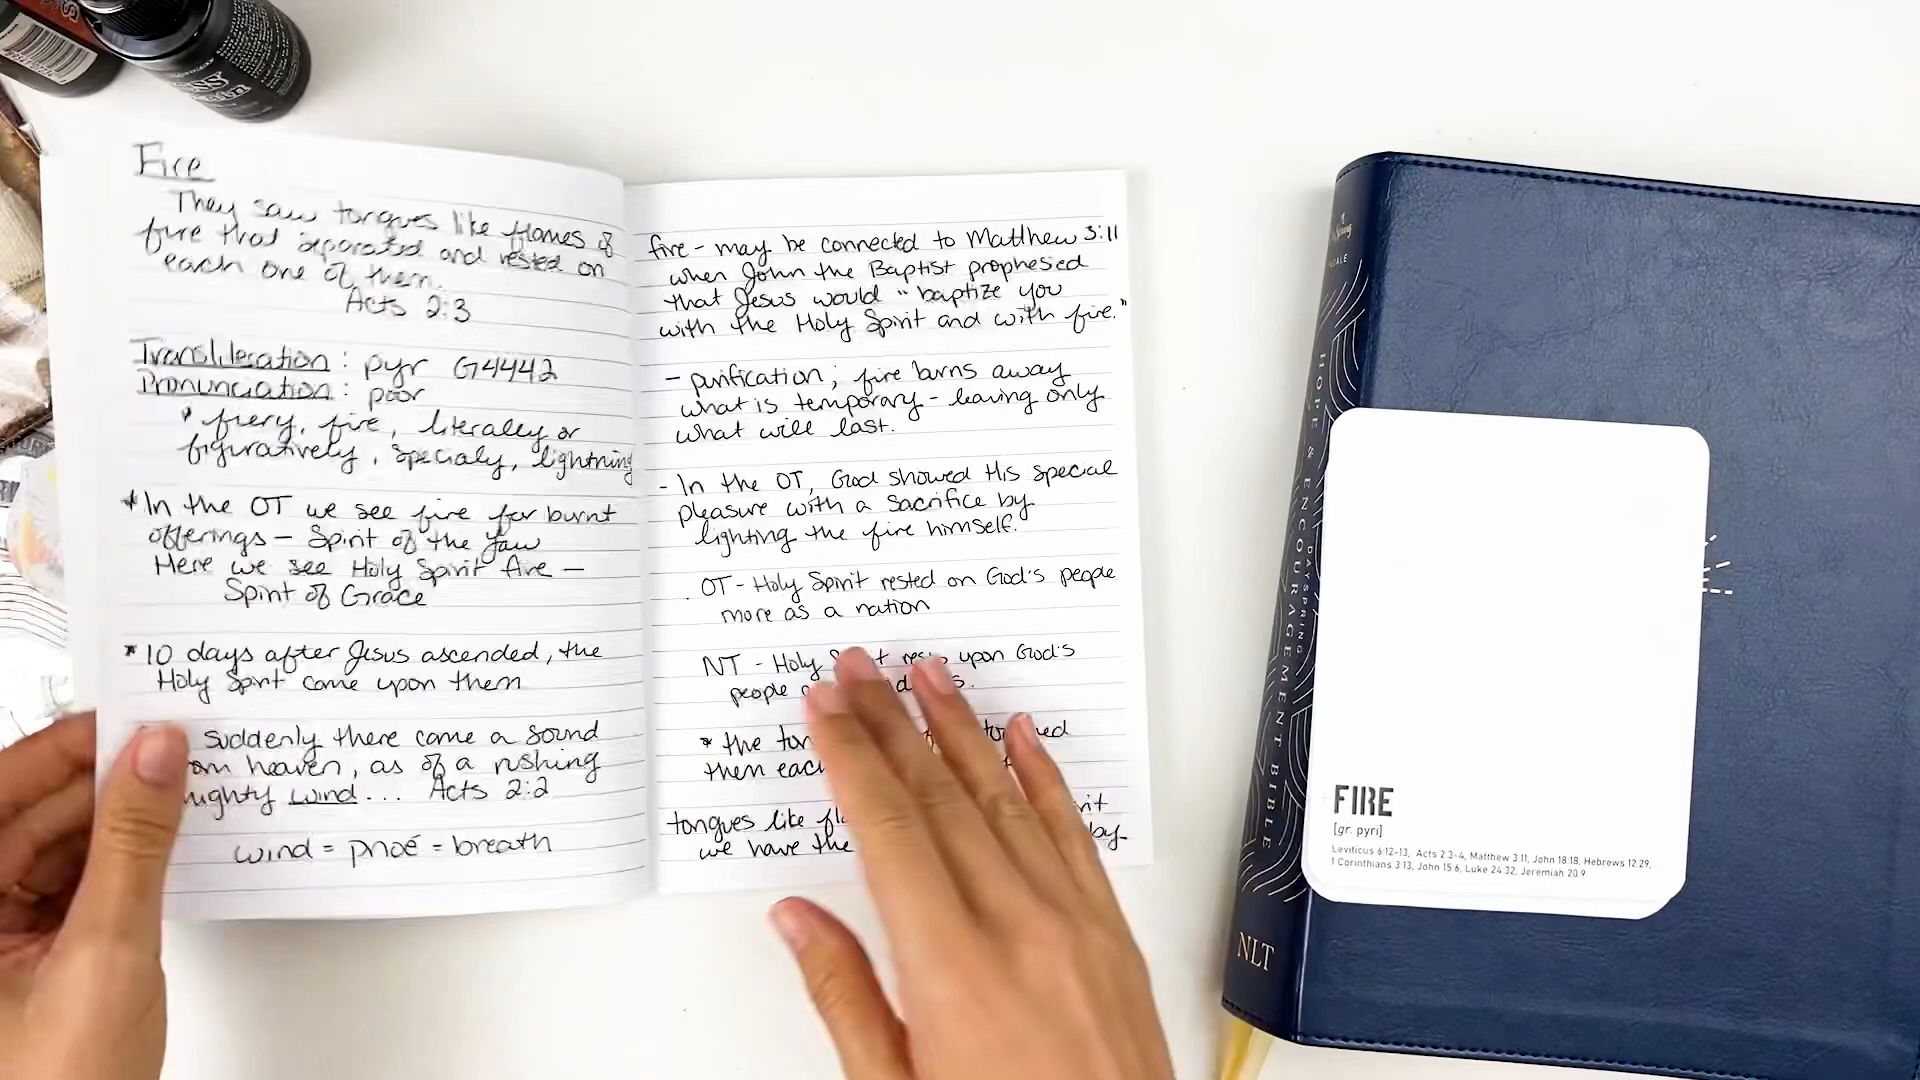 Fire
They saw tongues like flames of
fire that separated and rested on
each one of them.
Acts 2:3
Transliteration : pyr G4442
Pronunciation : poor
* fiery, fire, literally or
figuratively, specialy, lightning
* In the OT we see fire for burnt
offerings - Spirit of the Law
Here we see Holy Spirit fire -
Spirit of Grace
* 10 days after Jesus ascended, the
Holy Spirit came upon them
suddenly there came a sound
heaven, as of a rushing
mighty wind... Acts 2:2
wind = pnoé = breath
fire - may be connected to Matthew 3:11
when John the Baptist prophesied
that Jesus would "baptize you
with the Holy Spirit and with fire."
- purification; fire burns away
what is temporary - leaving only
what will last.
- In the OT, God showed His special
pleasure with a sacrifice by
lighting the fire himself.
OT - Holy Spirit rested on God's people
more as a nation
NT - Holy upon God's
people
* the
them each
tongues like
we have the by-
HOPE & ENCOURAGEMENT BIBLE
DAYSPRING
NLT
FIRE
[gr. pyri]
Leviticus 6:12-13, Acts 2:3-4, Matthew 3:11, John 18:18, Hebrews 12:29,
1 Corinthians 3:13, John 15:6, Luke 24:32, Jeremiah 20:9